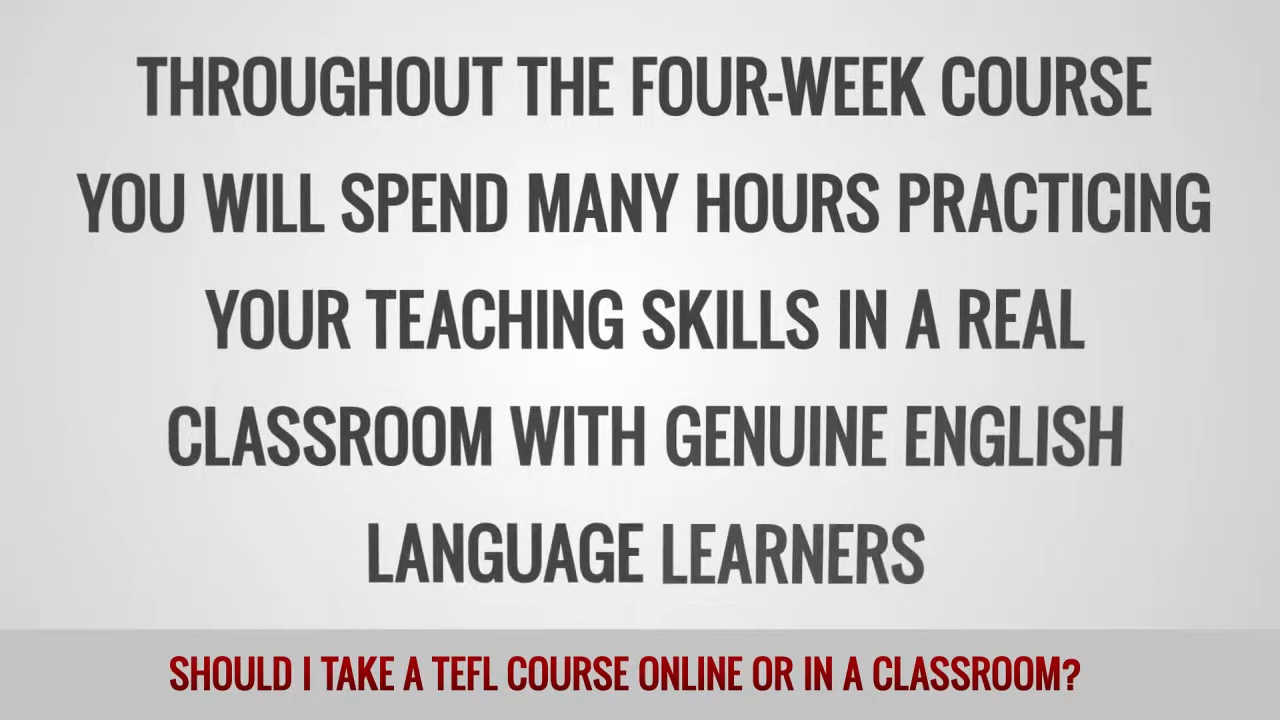 THROUGHOUT THE FOUR-WEEK COURSE
YOU WILL SPEND MANY HOURS PRACTICING
YOUR TEACHING SKILLS IN A REAL
CLASSROOM WITH GENUINE ENGLISH
LANGUAGE LEARNERS
SHOULD I TAKE A TEFL COURSE ONLINE OR IN A CLASSROOM?